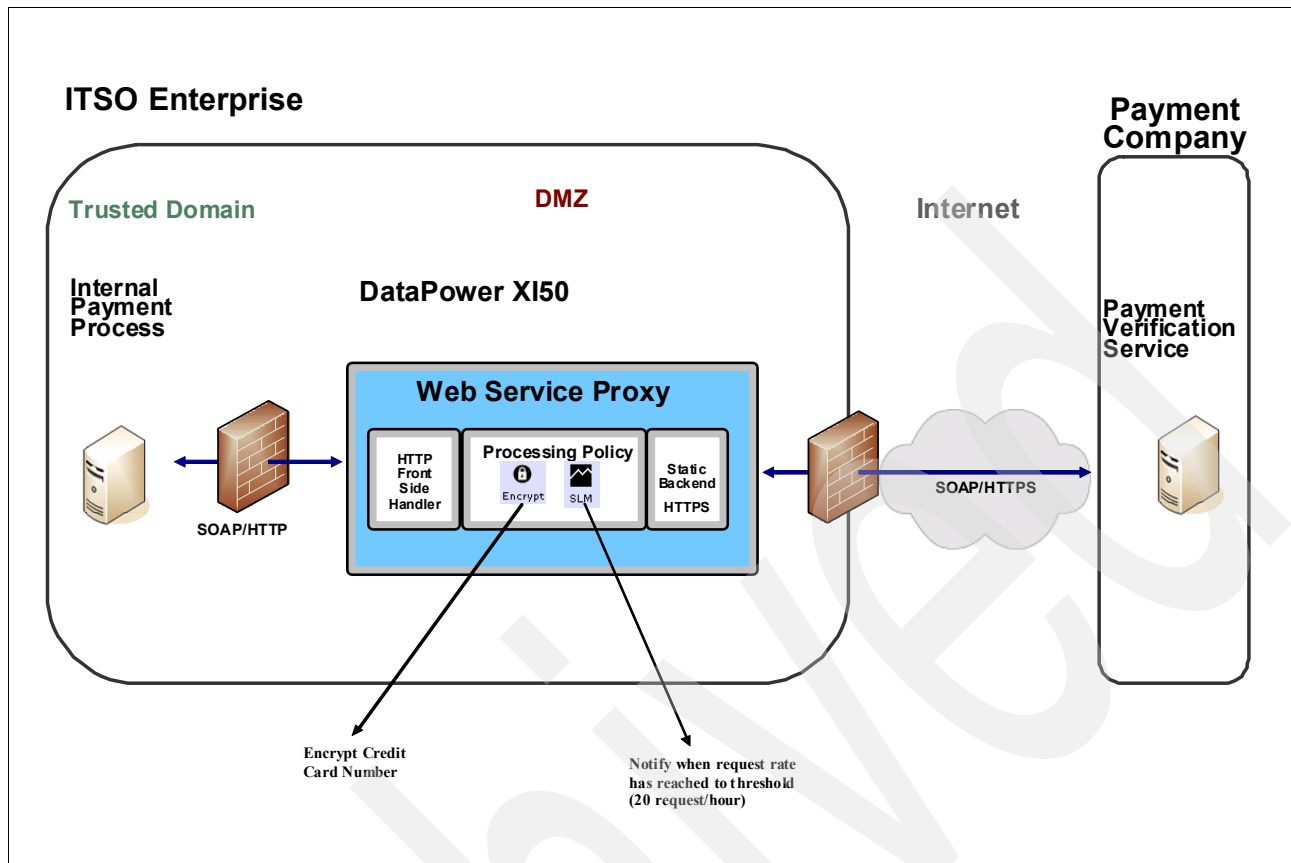 ITSO Enterprise
Payment
Company
Trusted Domain
DMZ
Internet
Internal
Payment
Process
DataPower XI50
Payment
Verification
Service
Web Service Proxy
HTTP
Front
Side
Handler
Processing Policy
Encrypt
SLM
Static
Backend
HTTPS
SOAP/HTTP
SOAP/HTTPS
Encrypt Credit
Card Number
Notify when request rate
has reached to threshold
(20 request/hour)